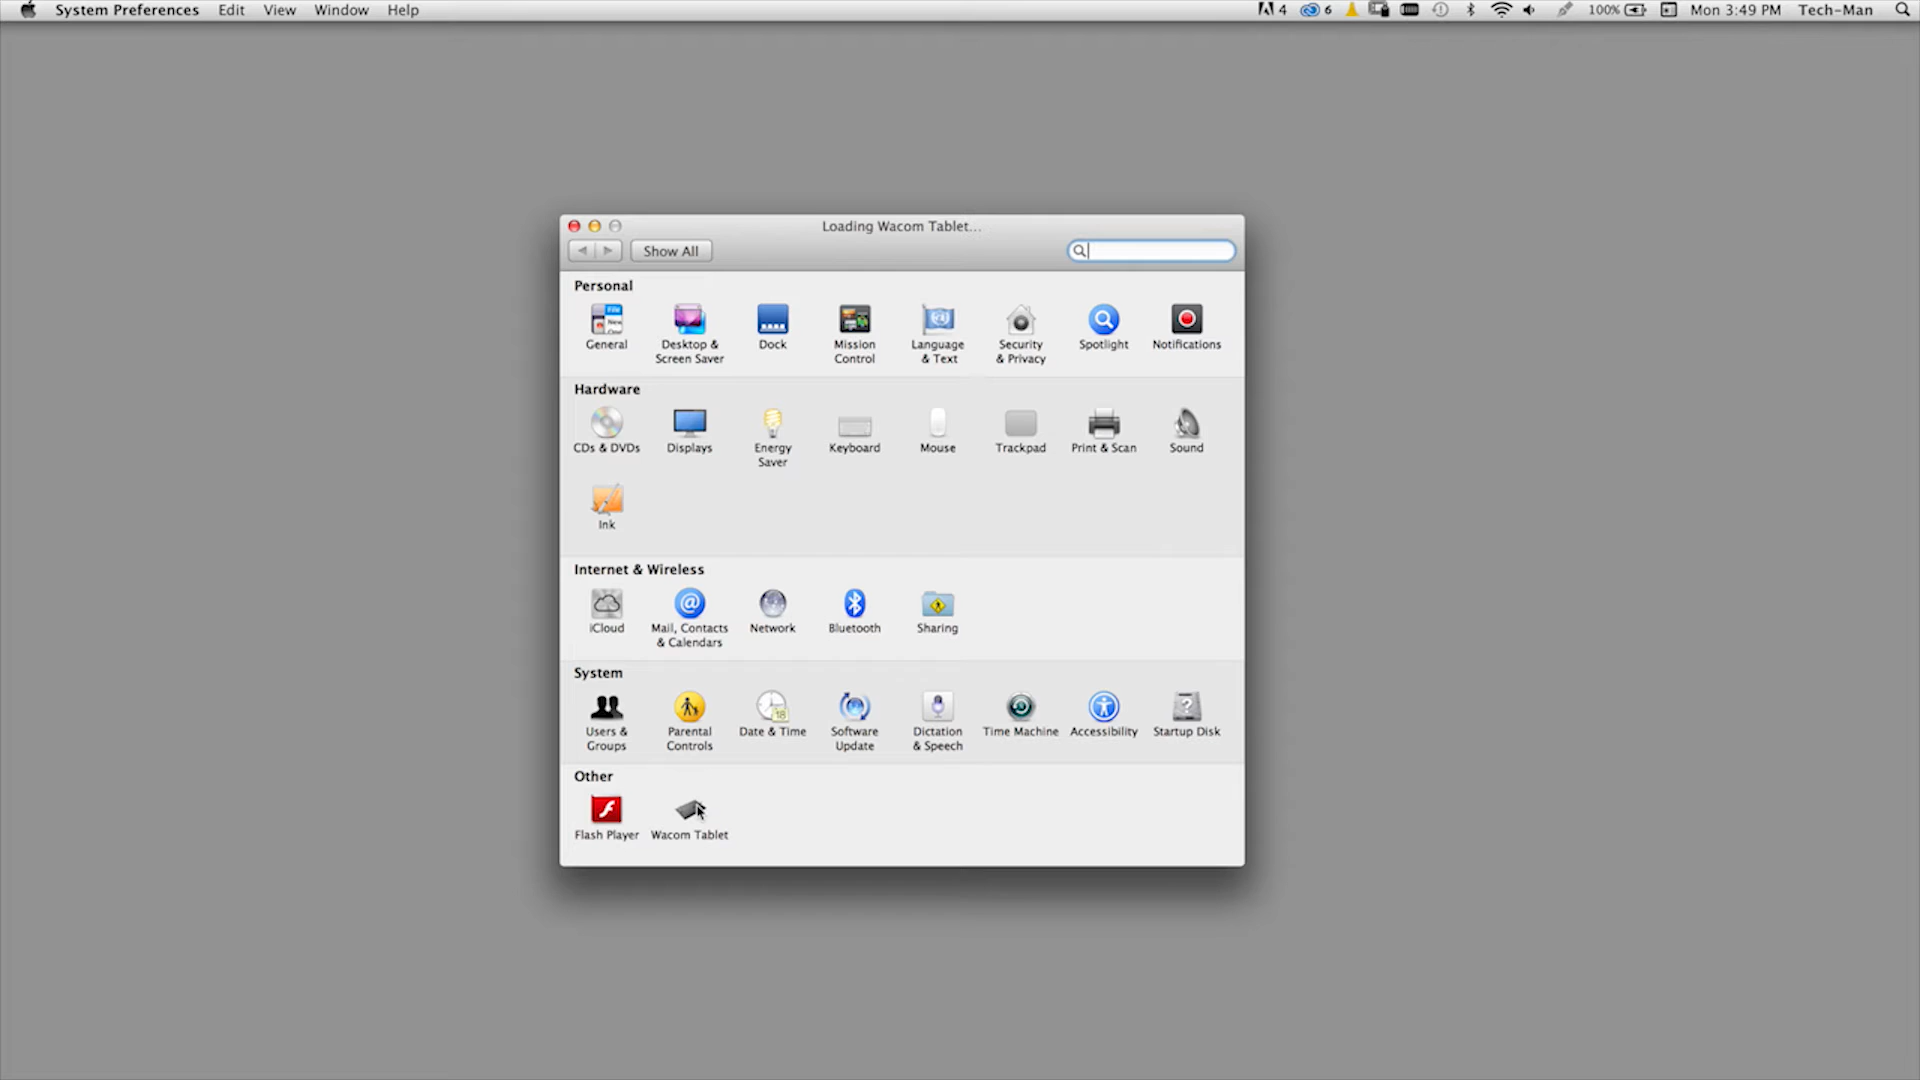 System Preferences Edit View Window Help 4 6 100% Mon 3:49 PM Tech-Man
Loading Wacom Tablet...
Show All
Personal
General
Desktop & Screen Saver
Dock
Mission Control
Language & Text
Security & Privacy
Spotlight
Notifications
Hardware
CDs & DVDs
Displays
Energy Saver
Keyboard
Mouse
Trackpad
Print & Scan
Sound
Ink
Internet & Wireless
iCloud
Mail, Contacts & Calendars
Network
Bluetooth
Sharing
System
Users & Groups
Parental Controls
Date & Time
Software Update
Dictation & Speech
Time Machine
Accessibility
Startup Disk
Other
Flash Player
Wacom Tablet